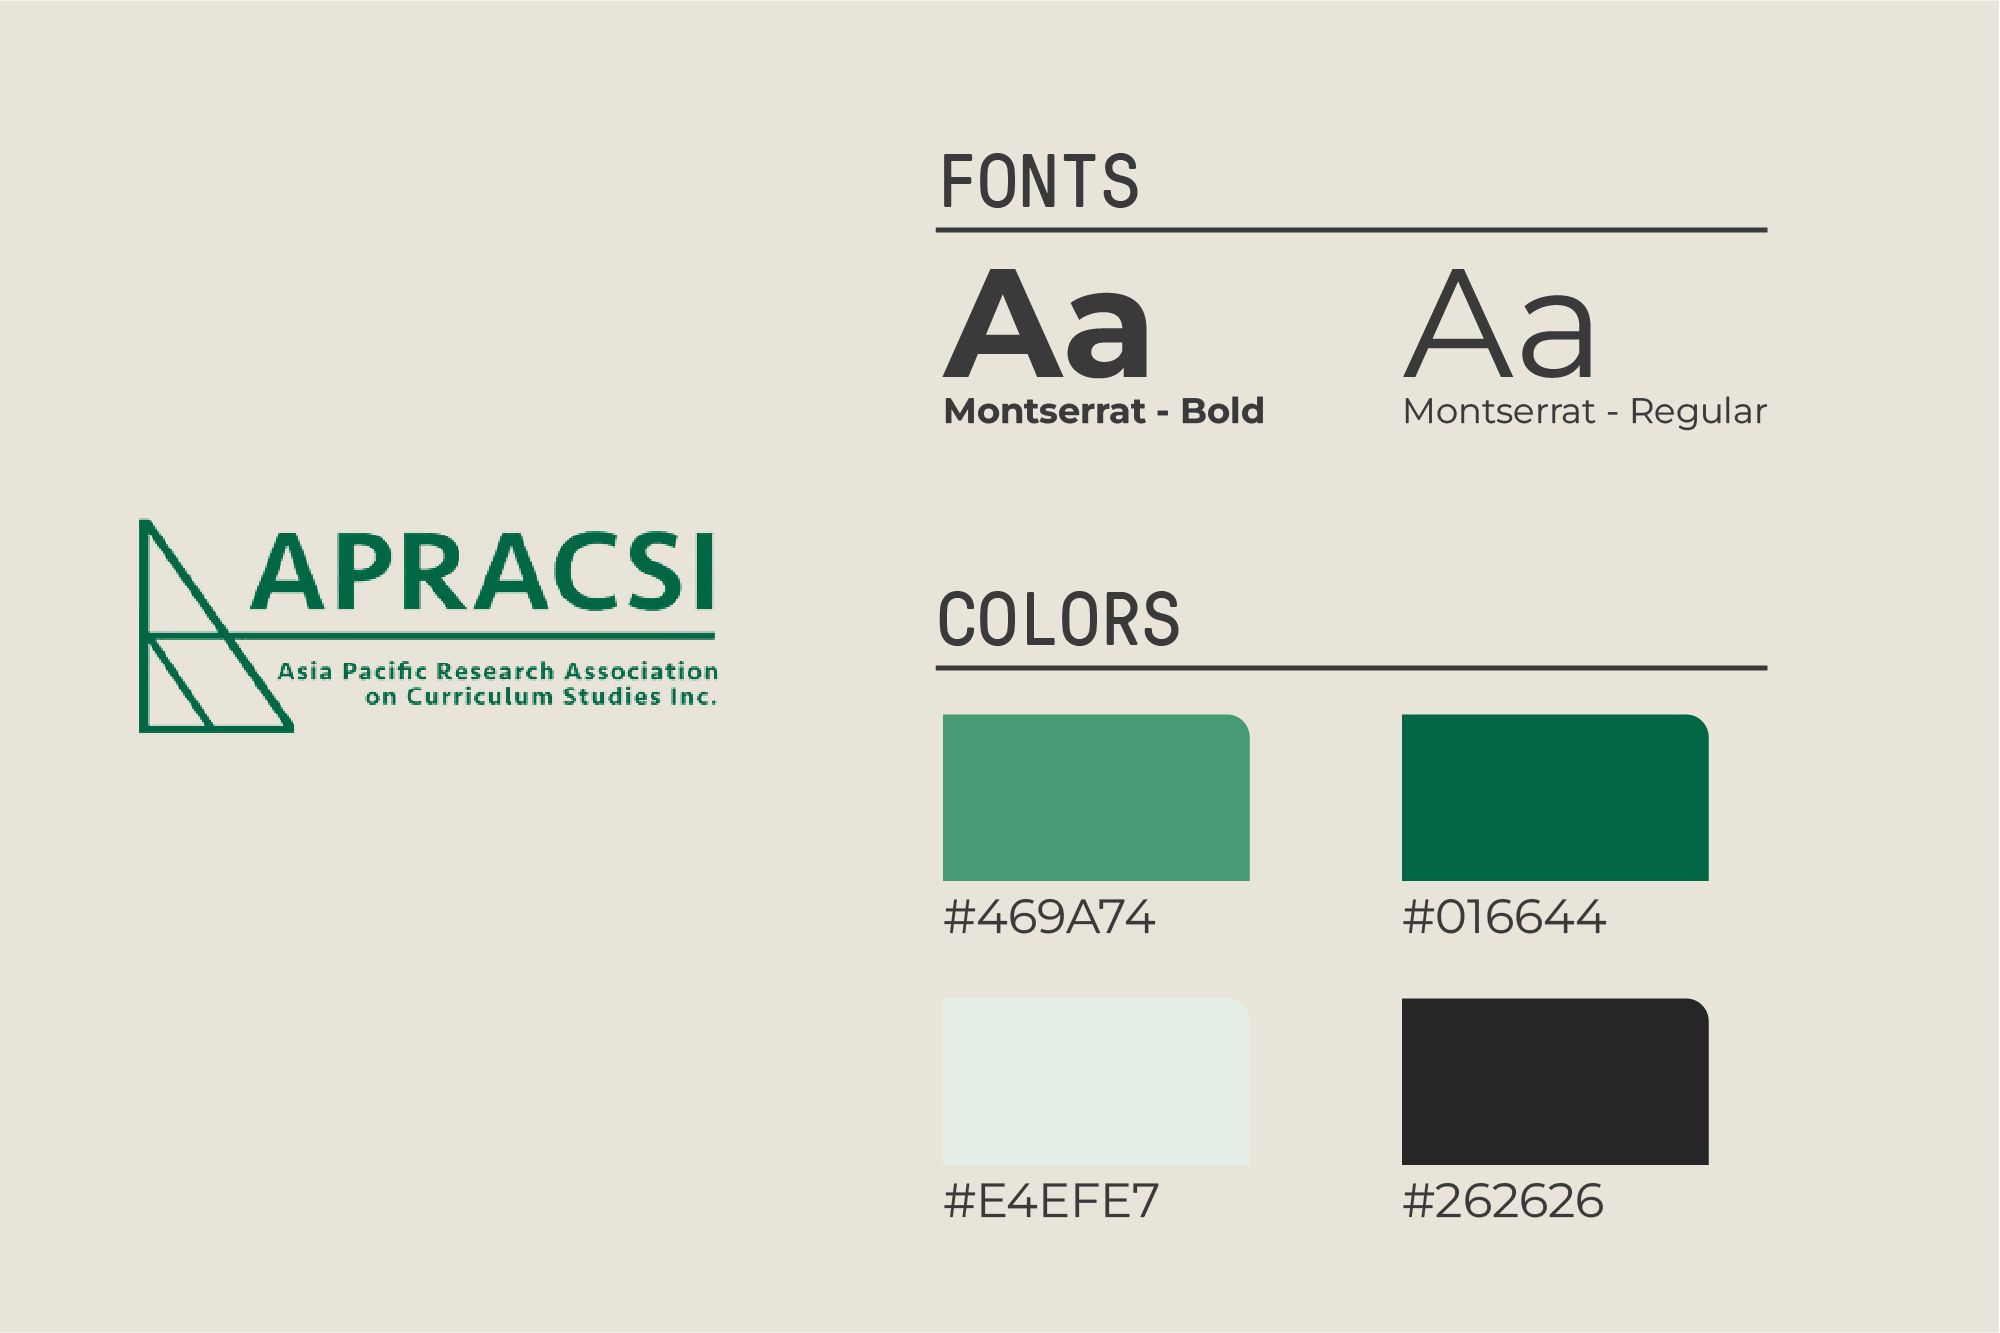 APRACSI
Asia Pacific Research Association
on Curriculum Studies Inc.
FONTS
Aa
Montserrat - Bold
Aa
Montserrat - Regular
COLORS
#469A74
#016644
#E4EFE7
#262626